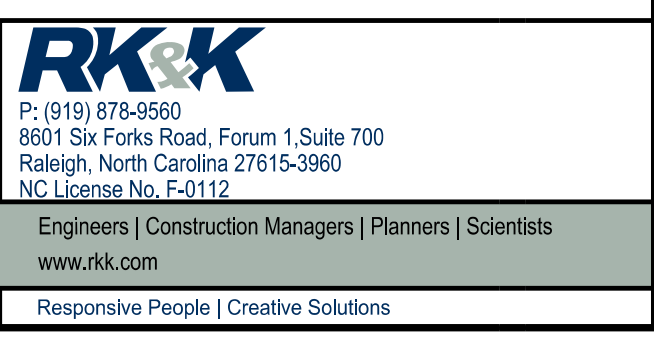 RK&K
P: (919) 878-9560
8601 Six Forks Road, Forum 1,Suite 700
Raleigh, North Carolina 27615-3960
NC License No. F-0112
Engineers | Construction Managers | Planners | Scientists
www.rkk.com
Responsive People | Creative Solutions